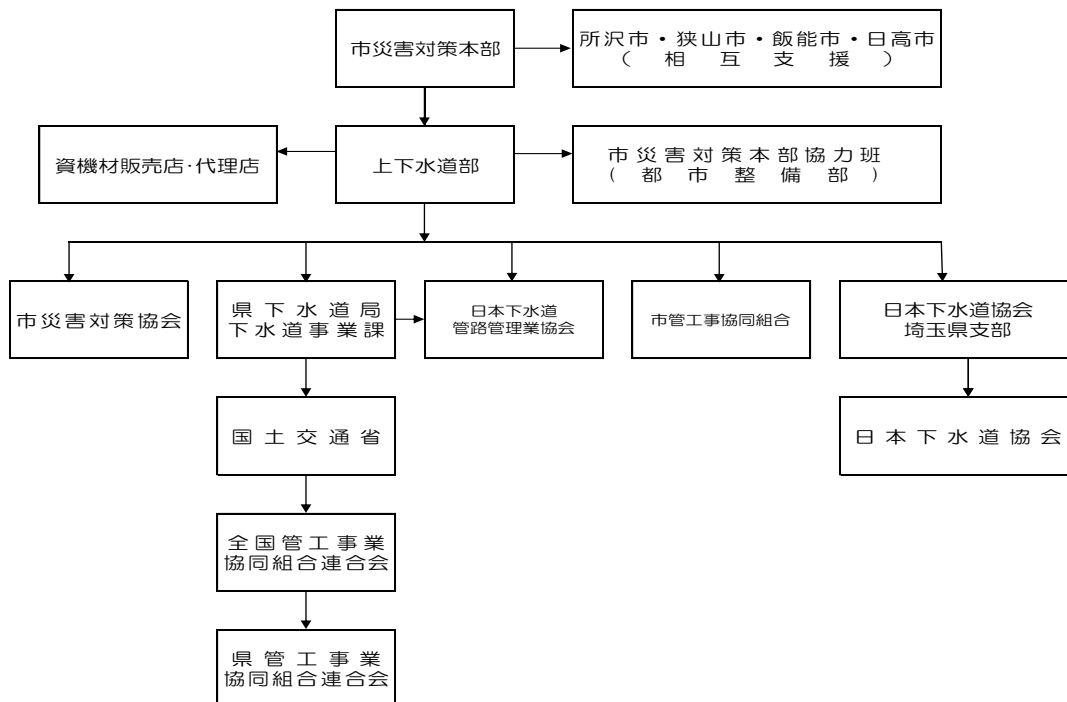 市災害対策本部
所沢市・狭山市・飯能市・日高市
(相互支援)
資機材販売店・代理店
上下水道部
市災害対策本部協力班
(都市整備部)
市災害対策協会
県下水道局
下水道事業課
日本下水道
管路管理業協会
市管工事協同組合
日本下水道協会
埼玉県支部
国土交通省
日本下水道協会
全国管工事業
協同組合連合会
県管工事業
協同組合連合会